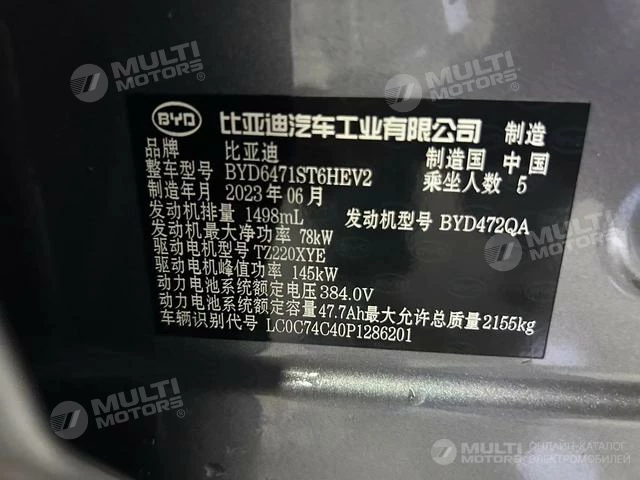 MULTI MOTORS®
MULTI MOTORS®
BYD 比亚迪汽车工业有限公司 制造
品牌 比亚迪 制造国 中国
整车型号 BYD6471ST6HEV2 乘坐人数 5
制造年月 2023年06月
发动机排量 1498mL 发动机型号 BYD472QA
发动机最大净功率 78kW
驱动电机型号 TZ220XYE
驱动电机峰值功率 145kW
动力电池系统额定电压 384.0V
动力电池系统额定容量 47.7Ah 最大允许总质量 2155kg
车辆识别代号 LC0C74C40P1286201
MULTI MOTORS®
MULTI MOTORS®
MULTI MOTORS
ОНЛАЙН-КАТАЛОГ
ЭЛЕКТРОМОБИЛЕЙ